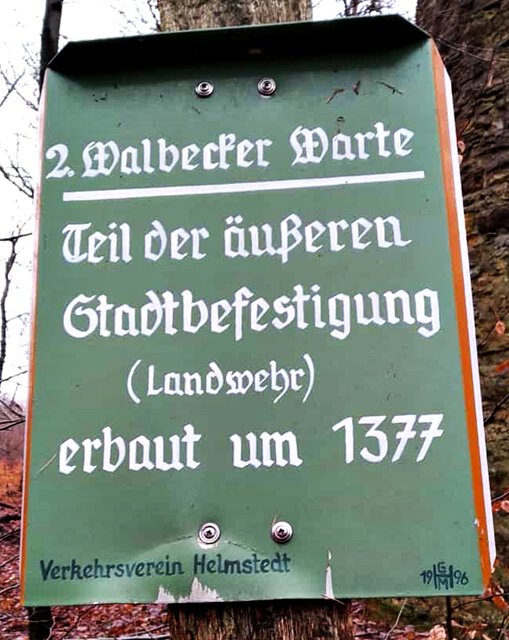 2. Walbecker Warte
Teil der äußeren
Stadtbefestigung
(Landwehr)
erbaut um 1377
Verkehrsverein Helmstedt
19 GM 96